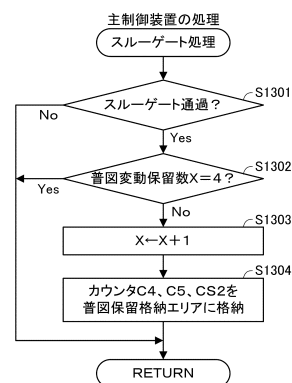 主制御装置の処理
スルーゲート処理
S1301
スルーゲート通過？
No
Yes
S1302
普図変動保留数X＝4？
Yes
No
S1303
X←X＋1
S1304
カウンタC4、C5、CS2を
普図保留格納エリアに格納
RETURN